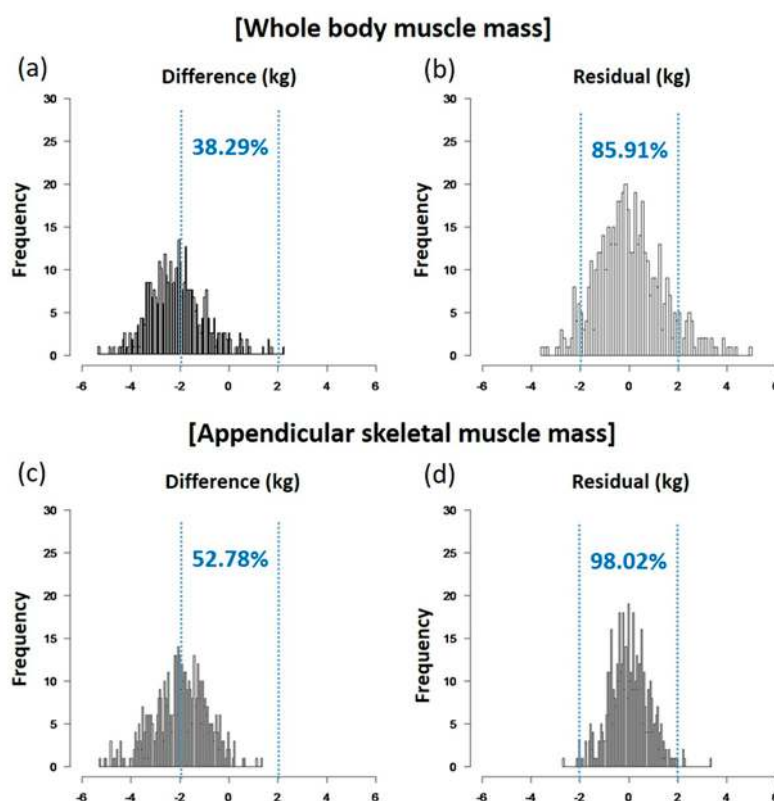 [Whole body muscle mass]
(a)
Difference (kg)
30
25
20
15
10
5
0
Frequency
38.29%
-6 -4 -2 0 2 4 6
(b)
Residual (kg)
30
25
20
15
10
5
0
Frequency
85.91%
-6 -4 -2 0 2 4 6
[Appendicular skeletal muscle mass]
(c)
Difference (kg)
30
25
20
15
10
5
0
Frequency
52.78%
-6 -4 -2 0 2 4 6
(d)
Residual (kg)
30
25
20
15
10
5
0
Frequency
98.02%
-6 -4 -2 0 2 4 6